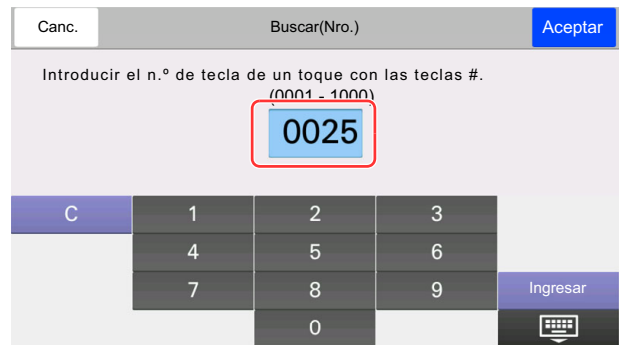 Canc. Buscar(Nro.) Aceptar
Introducir el n.º de tecla de un toque con las teclas #.
(0001 - 1000)
0025
C 1 2 3
4 5 6
7 8 9 Ingresar
0